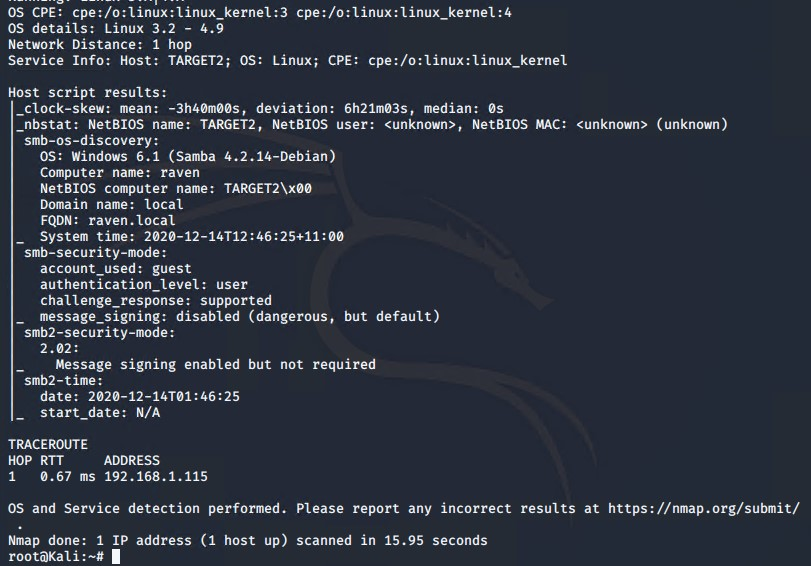 OS CPE: cpe:/o:linux:linux_kernel:3 cpe:/o:linux:linux_kernel:4
OS details: Linux 3.2 - 4.9
Network Distance: 1 hop
Service Info: Host: TARGET2; OS: Linux; CPE: cpe:/o:linux:linux_kernel

Host script results:
|_clock-skew: mean: -3h40m00s, deviation: 6h21m03s, median: 0s
|_nbstat: NetBIOS name: TARGET2, NetBIOS user: <unknown>, NetBIOS MAC: <unknown> (unknown)
| smb-os-discovery:
|   OS: Windows 6.1 (Samba 4.2.14-Debian)
|   Computer name: raven
|   NetBIOS computer name: TARGET2\x00
|   Domain name: local
|   FQDN: raven.local
|_  System time: 2020-12-14T12:46:25+11:00
| smb-security-mode:
|   account_used: guest
|   authentication_level: user
|   challenge_response: supported
|_  message_signing: disabled (dangerous, but default)
| smb2-security-mode:
|   2.02:
|_    Message signing enabled but not required
| smb2-time:
|   date: 2020-12-14T01:46:25
|_  start_date: N/A

TRACEROUTE
HOP RTT     ADDRESS
1   0.67 ms 192.168.1.115

OS and Service detection performed. Please report any incorrect results at https://nmap.org/submit/
 .
Nmap done: 1 IP address (1 host up) scanned in 15.95 seconds
root@Kali:~#